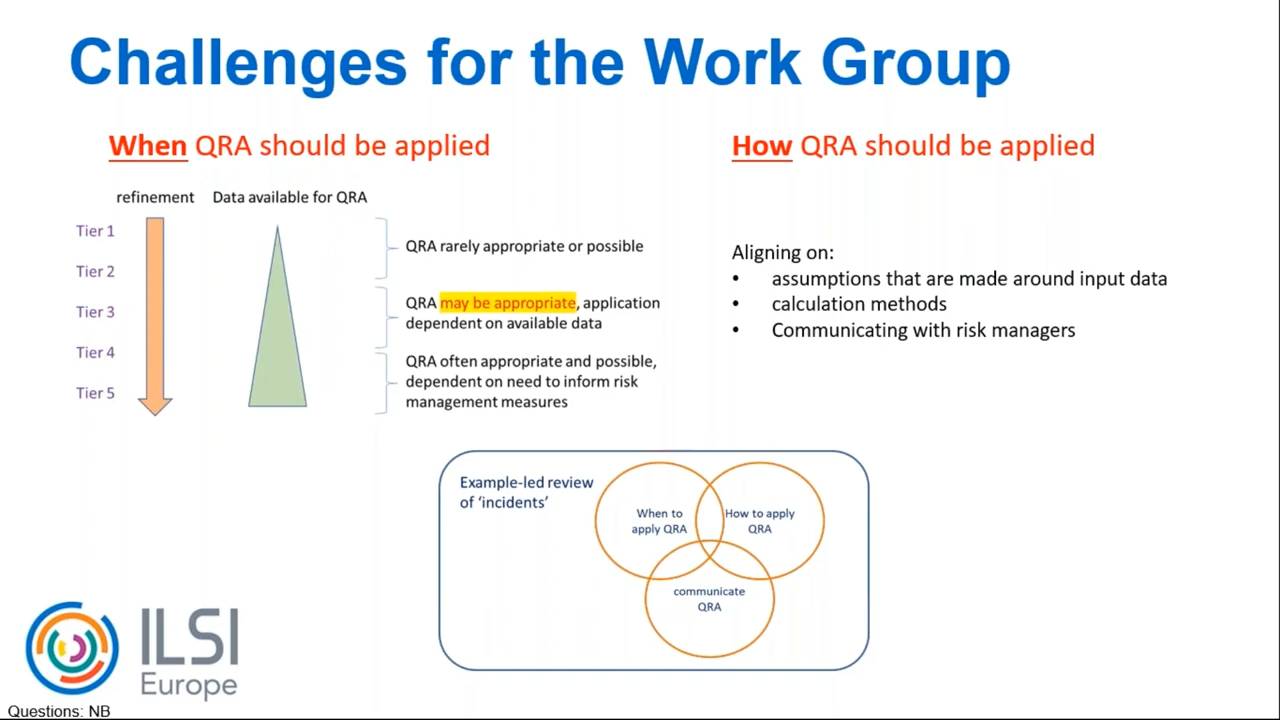 Challenges for the Work Group
When QRA should be applied
refinement
Data available for QRA
Tier 1
Tier 2
Tier 3
Tier 4
Tier 5
QRA rarely appropriate or possible
QRA may be appropriate, application
dependent on available data
QRA often appropriate and possible,
dependent on need to inform risk
management measures
How QRA should be applied
Aligning on:
• assumptions that are made around input data
• calculation methods
• Communicating with risk managers
Example-led review
of ‘incidents’
When to
apply QRA
How to apply
QRA
communicate
QRA
ILSI
Europe
Questions: NB